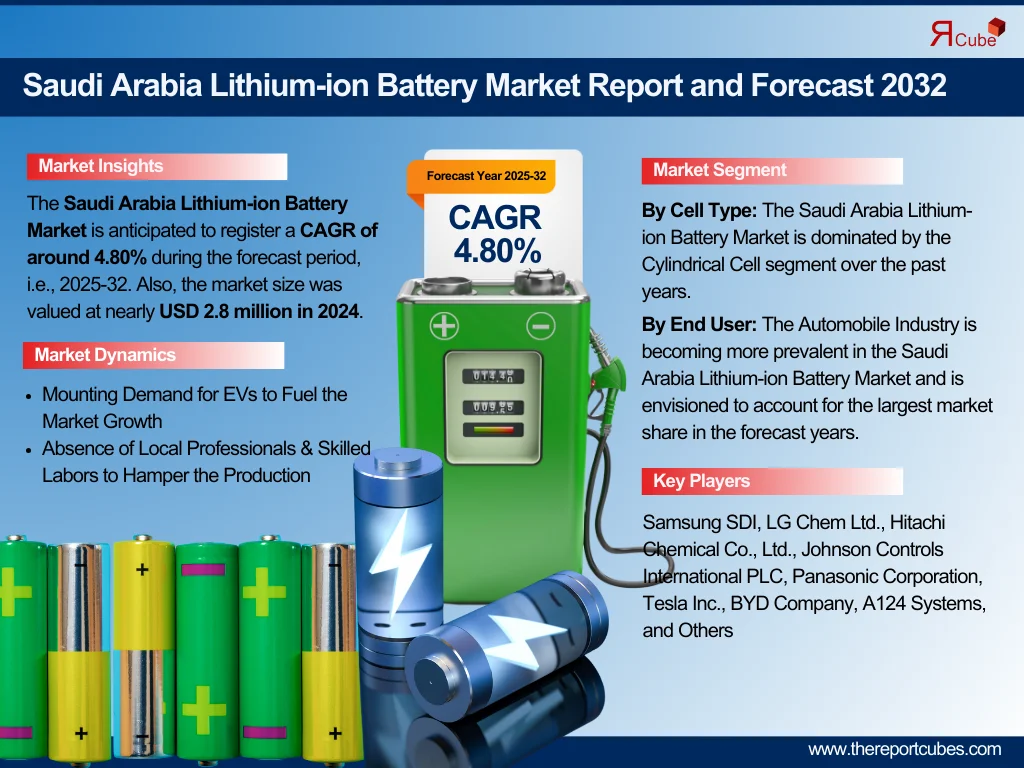 ЯCube
Saudi Arabia Lithium-ion Battery Market Report and Forecast 2032
Market Insights
The Saudi Arabia Lithium-ion Battery
Market is anticipated to register a CAGR of
around 4.80% during the forecast period,
i.e., 2025-32. Also, the market size was
valued at nearly USD 2.8 million in 2024.
Market Dynamics
• Mounting Demand for EVs to Fuel the
Market Growth
• Absence of Local Professionals & Skilled
Labors to Hamper the Production
Forecast Year 2025-32
CAGR
4.80%
+ −
Market Segment
By Cell Type: The Saudi Arabia Lithium-
ion Battery Market is dominated by the
Cylindrical Cell segment over the past
years.
By End User: The Automobile Industry is
becoming more prevalent in the Saudi
Arabia Lithium-ion Battery Market and is
envisioned to account for the largest market
share in the forecast years.
Key Players
Samsung SDI, LG Chem Ltd., Hitachi
Chemical Co., Ltd., Johnson Controls
International PLC, Panasonic Corporation,
Tesla Inc., BYD Company, A124 Systems,
and Others
www.thereportcubes.com